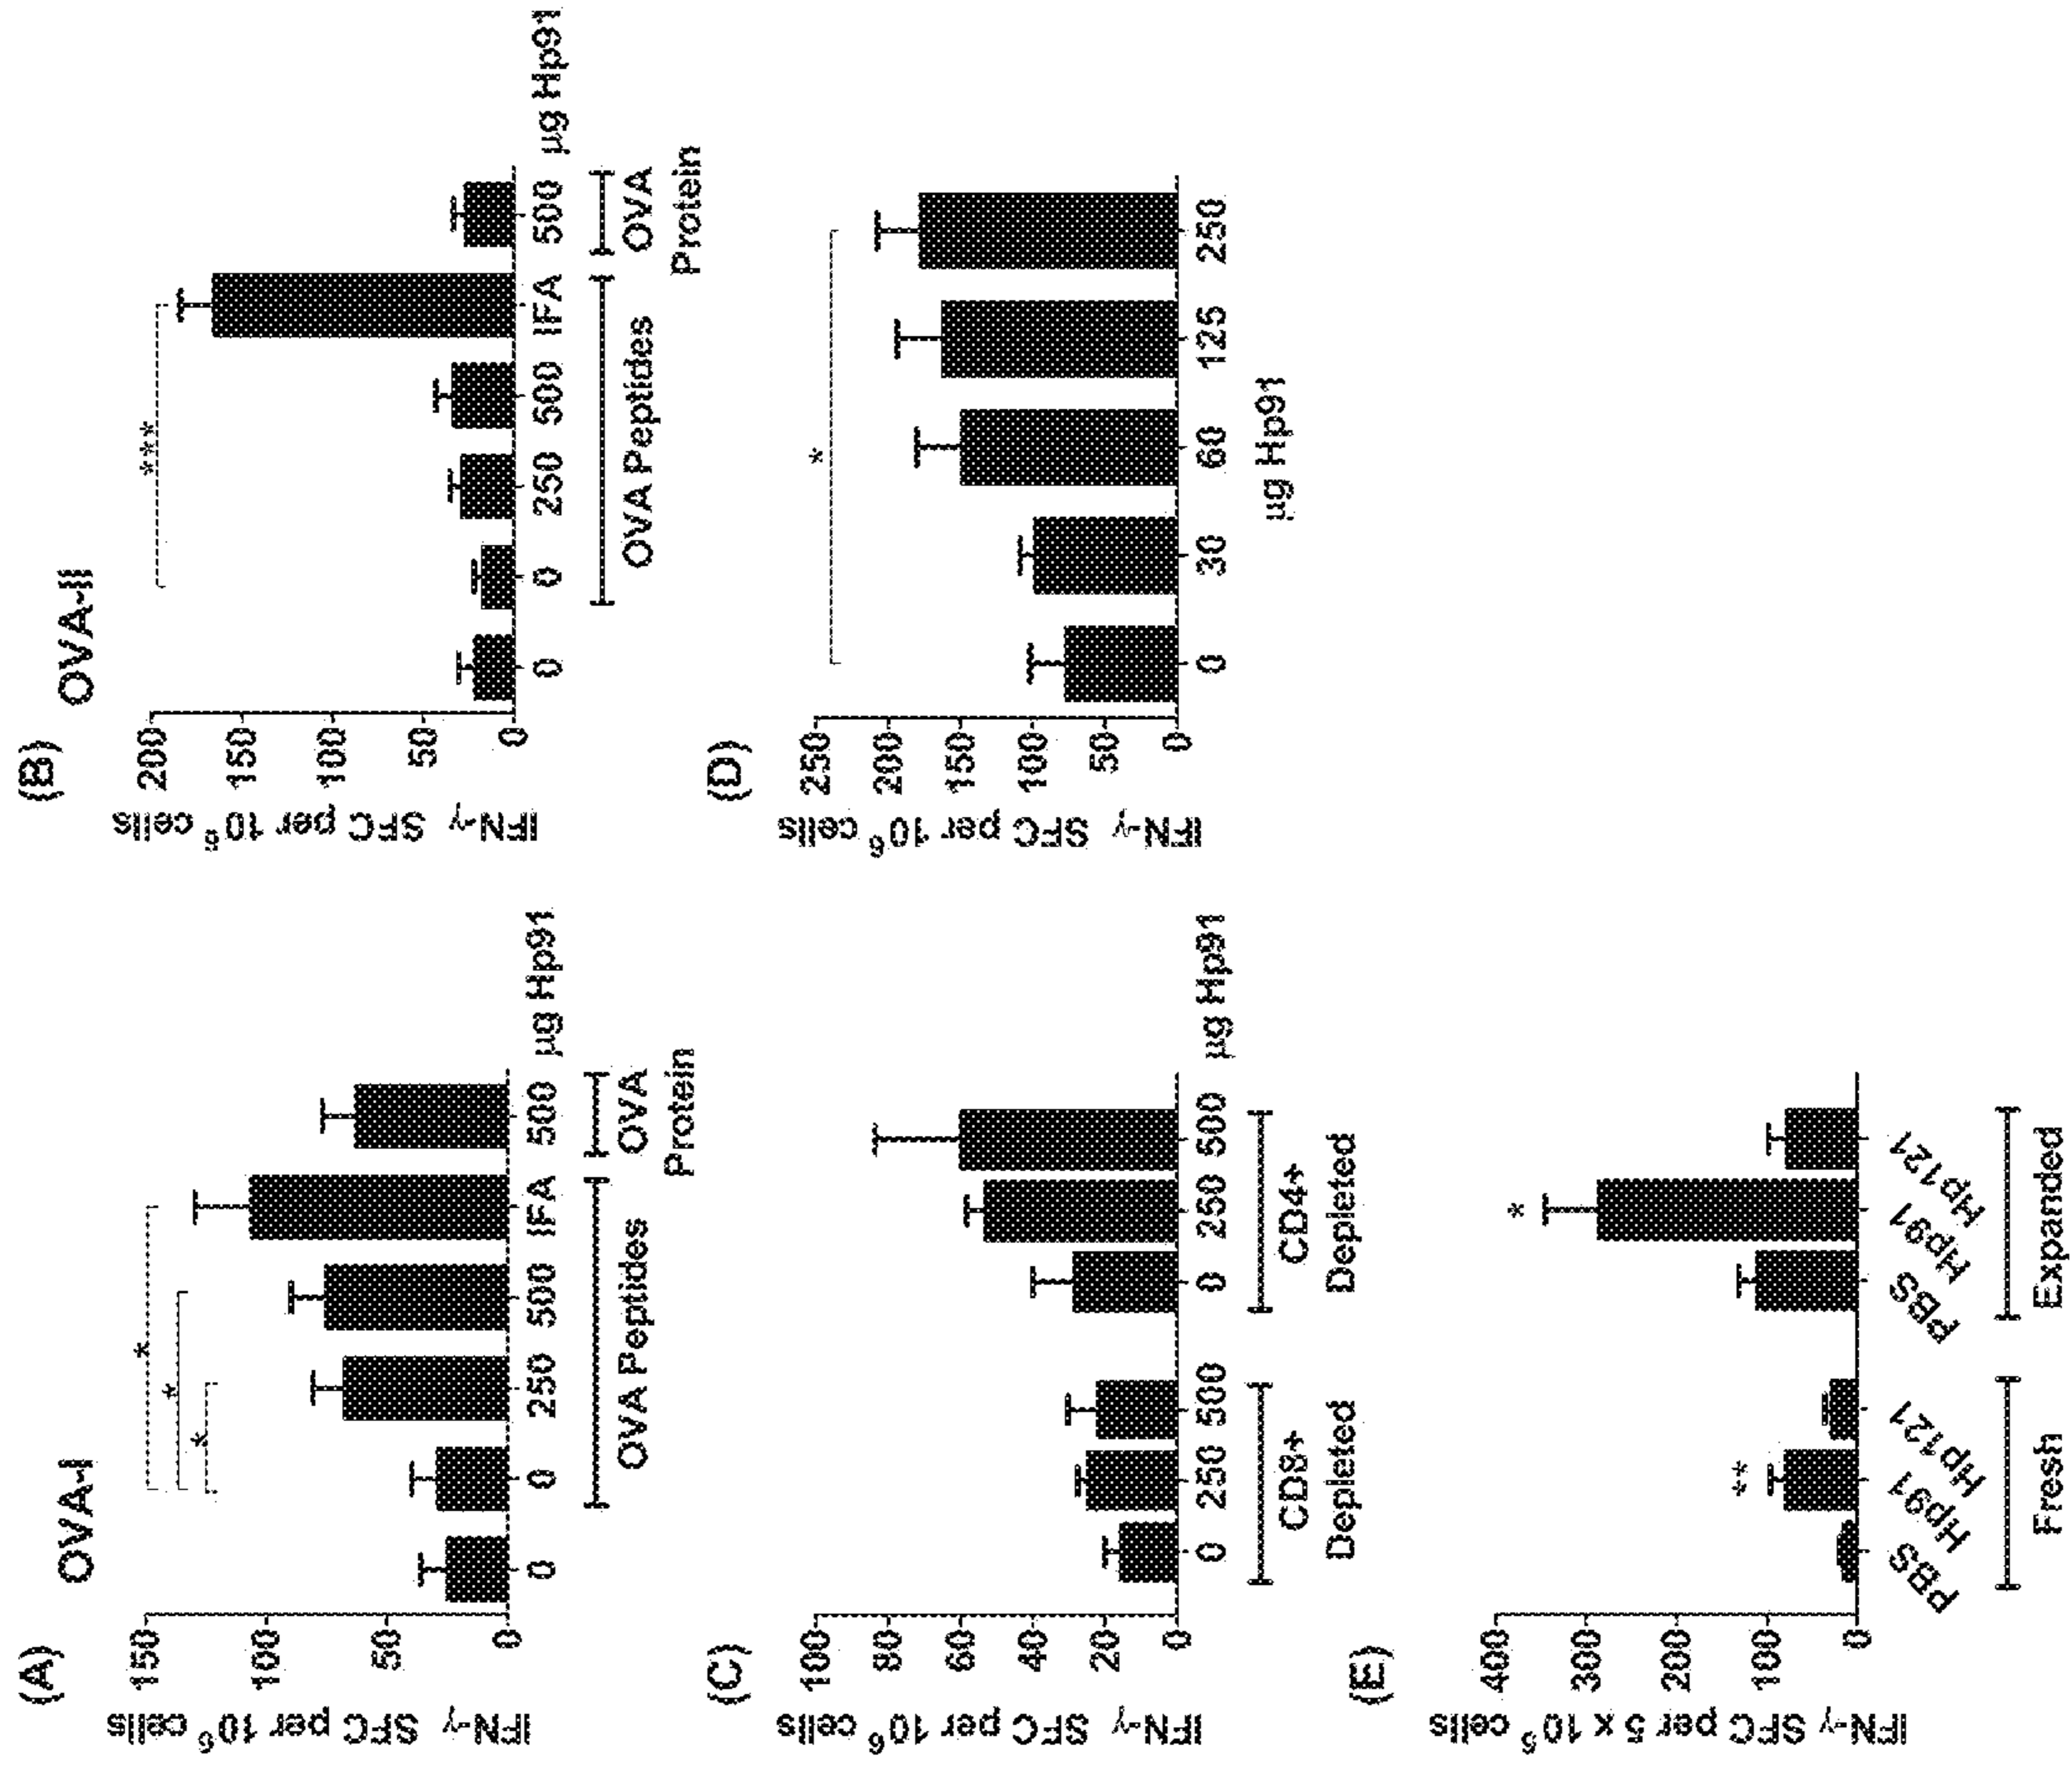 (A)
OVA-I
IFN-γ SFC per 10⁶ cells
150
100
50
0
0 0 250 500 IFA 500 µg Hp91
OVA Peptides
OVA
Protein
*
*
*
(B)
OVA-II
IFN-γ SFC per 10⁶ cells
200
150
100
50
0
0 0 250 500 IFA 500 µg Hp91
OVA Peptides
OVA
Protein
***
(C)
IFN-γ SFC per 10⁶ cells
100
80
60
40
20
0
0 250 500 0 250 500 µg Hp91
CD8+
Depleted
CD4+
Depleted
(D)
IFN-γ SFC per 10⁶ cells
250
200
150
100
50
0
0 30 60 125 250
µg Hp91
*
(E)
IFN-γ SFC per 5 x 10⁵ cells
400
300
200
100
0
**
*
PBS Hp91 Hp121 PBS Hp91 Hp121
Fresh
Expanded